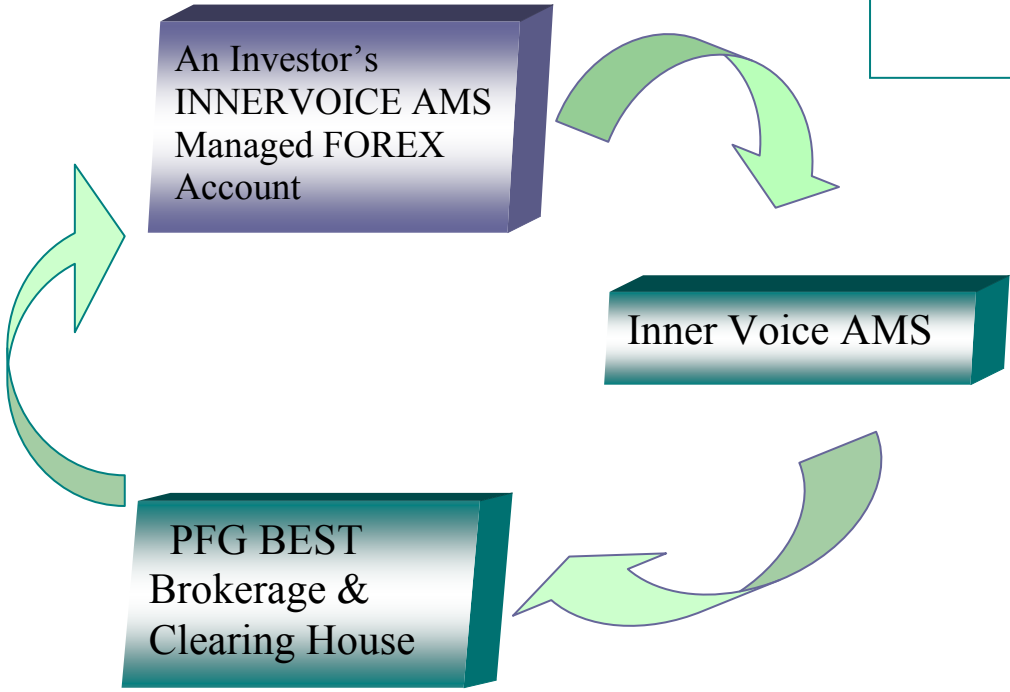 An Investor’s
INNERVOICE AMS
Managed FOREX
Account
Inner Voice AMS
PFG BEST
Brokerage &
Clearing House